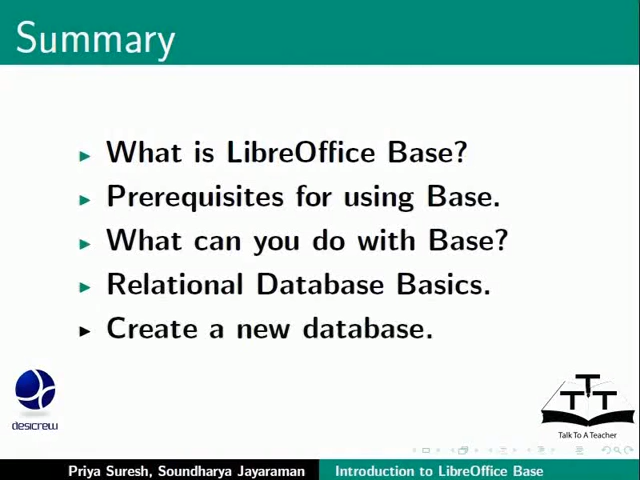 Summary
What is LibreOffice Base?
Prerequisites for using Base.
What can you do with Base?
Relational Database Basics.
Create a new database.
desicrew
TTT
Talk To A Teacher
Priya Suresh, Soundharya Jayaraman Introduction to LibreOffice Base